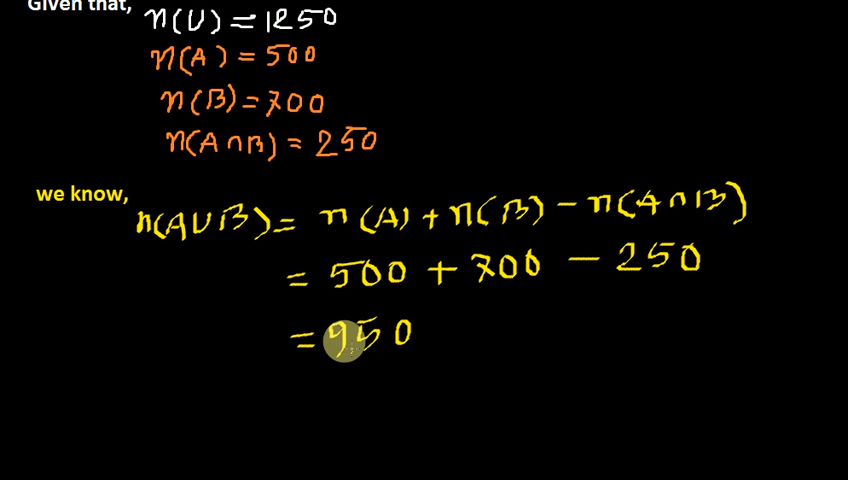 Given that, n(U) = 1250
n(A) = 500
n(B) = 700
n(A∩B) = 250
we know, n(A∪B) = n(A) + n(B) - n(A∩B)
= 500 + 700 - 250
= 950